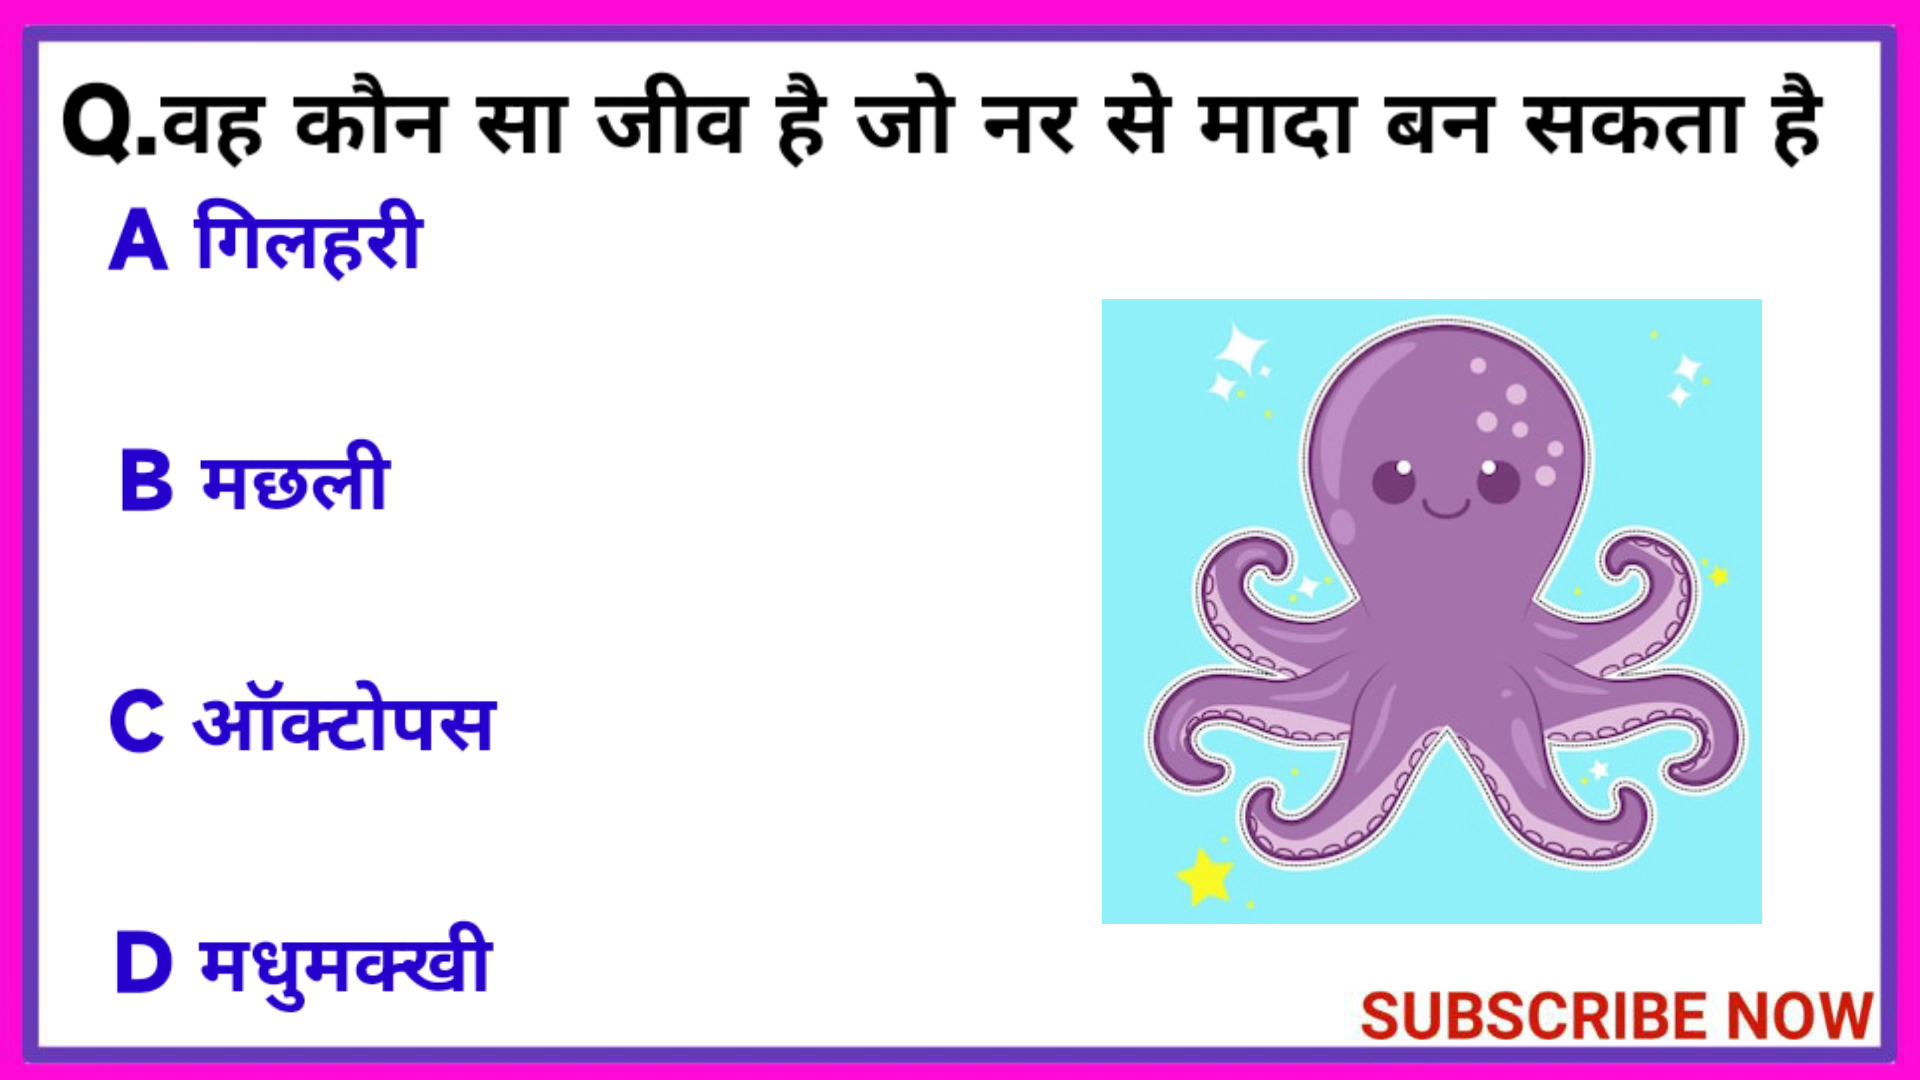 Q.वह कौन सा जीव है जो नर से मादा बन सकता है
A गिलहरी
B मछली
C ऑक्टोपस
D मधुमक्खी
SUBSCRIBE NOW